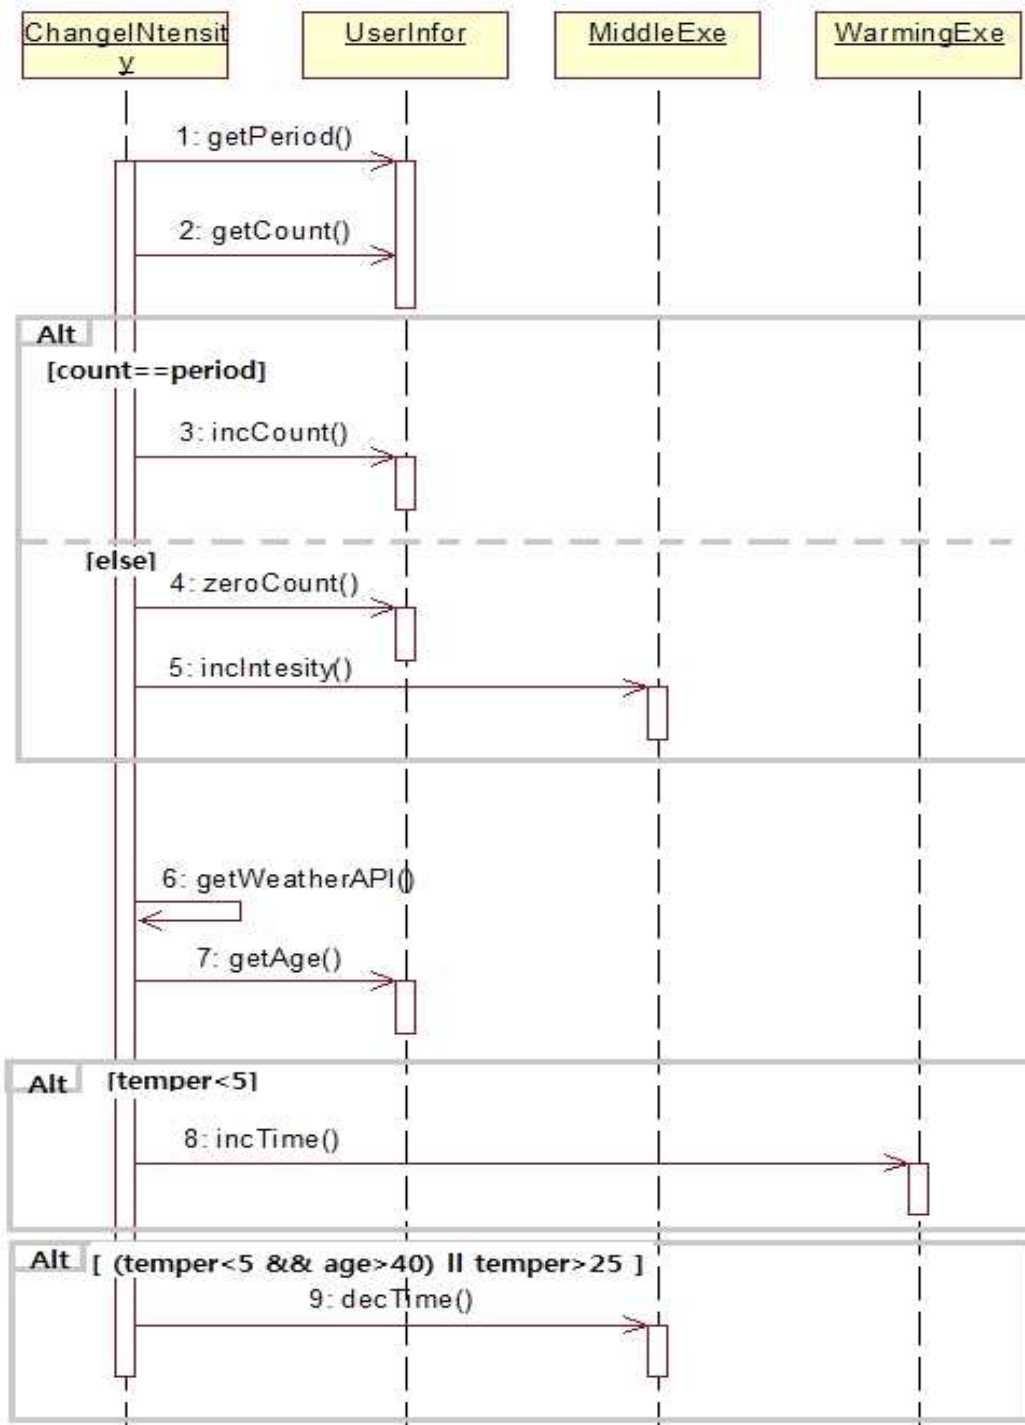 ChangeINtensit
y
UserInfor
MiddleExe
WarmingExe
1: getPeriod()
2: getCount()
Alt
[count==period]
3: incCount()
[else]
4: zeroCount()
5: incIntesity()
6: getWeatherAPI()
7: getAge()
Alt [temper<5]
8: incTime()
Alt [ (temper<5 && age>40) ll temper>25 ]
9: decTime()